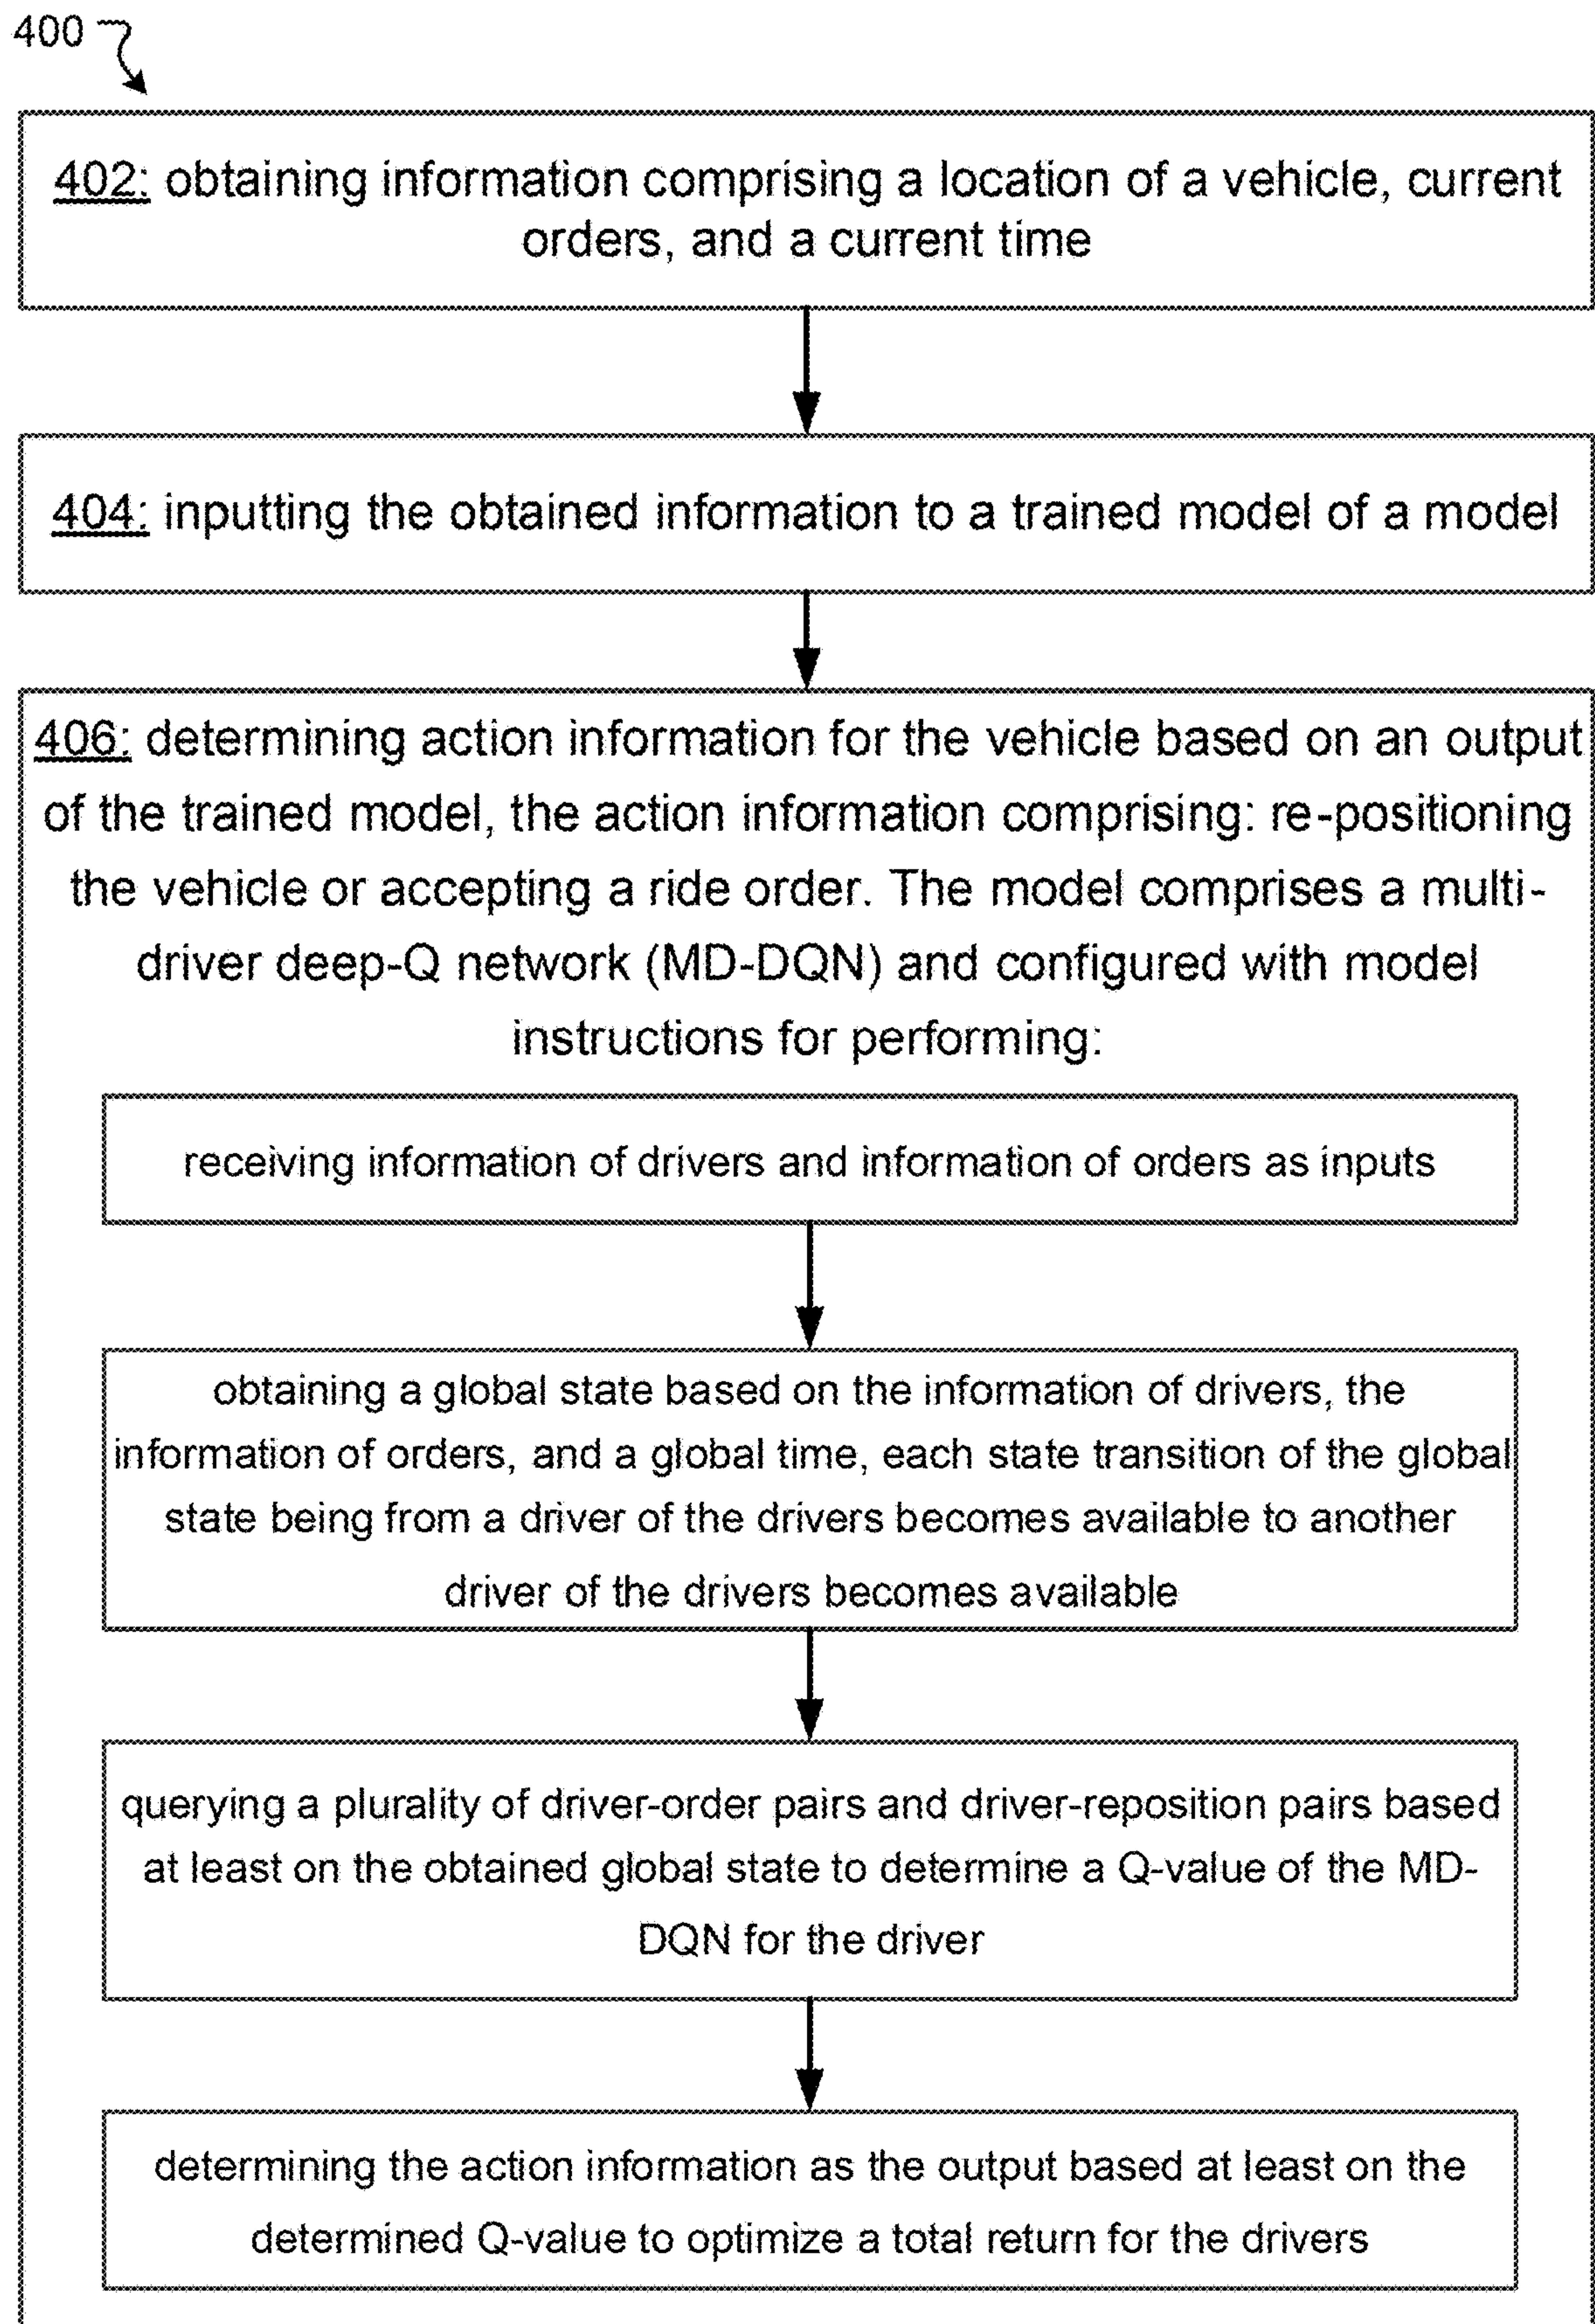 400
402: obtaining information comprising a location of a vehicle, current
orders, and a current time
404: inputting the obtained information to a trained model of a model
406: determining action information for the vehicle based on an output
of the trained model, the action information comprising: re-positioning
the vehicle or accepting a ride order. The model comprises a multi-
driver deep-Q network (MD-DQN) and configured with model
instructions for performing:
receiving information of drivers and information of orders as inputs
obtaining a global state based on the information of drivers, the
information of orders, and a global time, each state transition of the global
state being from a driver of the drivers becomes available to another
driver of the drivers becomes available
querying a plurality of driver-order pairs and driver-reposition pairs based
at least on the obtained global state to determine a Q-value of the MD-
DQN for the driver
determining the action information as the output based at least on the
determined Q-value to optimize a total return for the drivers